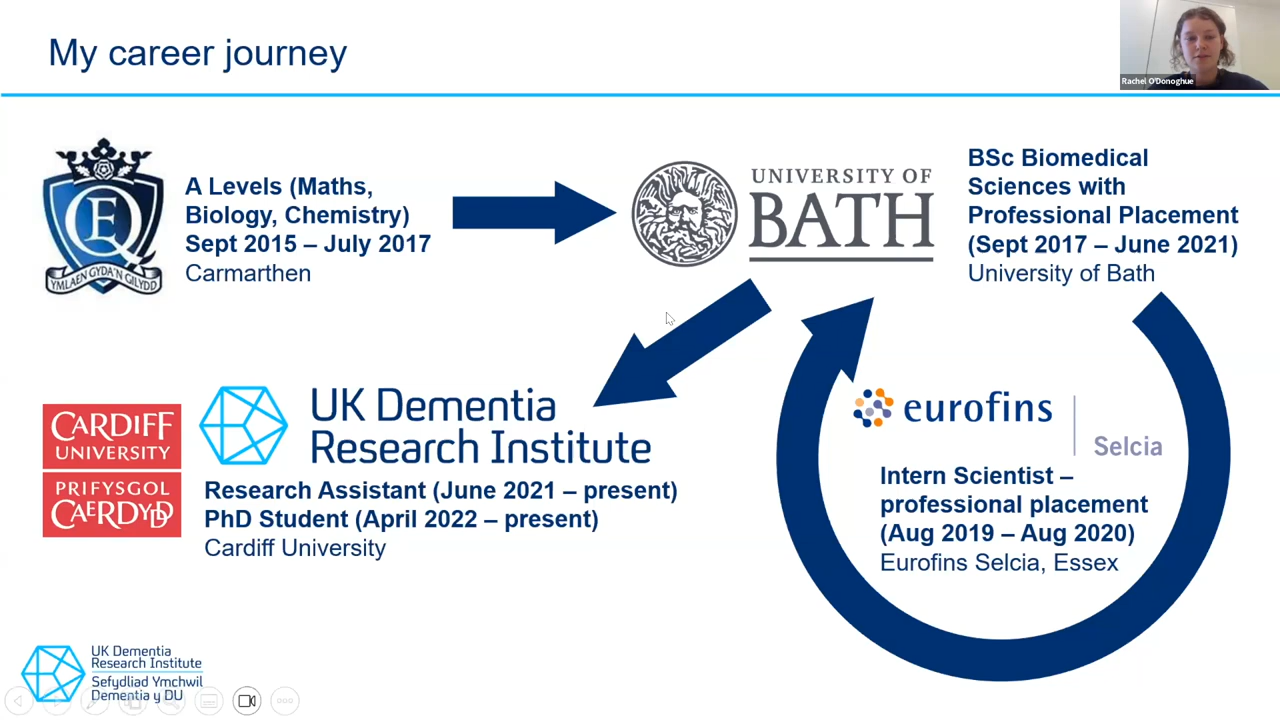 My career journey
Rachel O'Donoghue
QE
YMLAEN GYDA'N GILYDD
A Levels (Maths,
Biology, Chemistry)
Sept 2015 – July 2017
Carmarthen
UNIVERSITY OF
BATH
BSc Biomedical
Sciences with
Professional Placement
(Sept 2017 – June 2021)
University of Bath
CARDIFF
UNIVERSITY
PRIFYSGOL
CAERDYDD
UK Dementia
Research Institute
Research Assistant (June 2021 – present)
PhD Student (April 2022 – present)
Cardiff University
eurofins
Selcia
Intern Scientist –
professional placement
(Aug 2019 – Aug 2020)
Eurofins Selcia, Essex
UK Dementia
Research Institute
Sefydliad Ymchwil
Dementia y DU